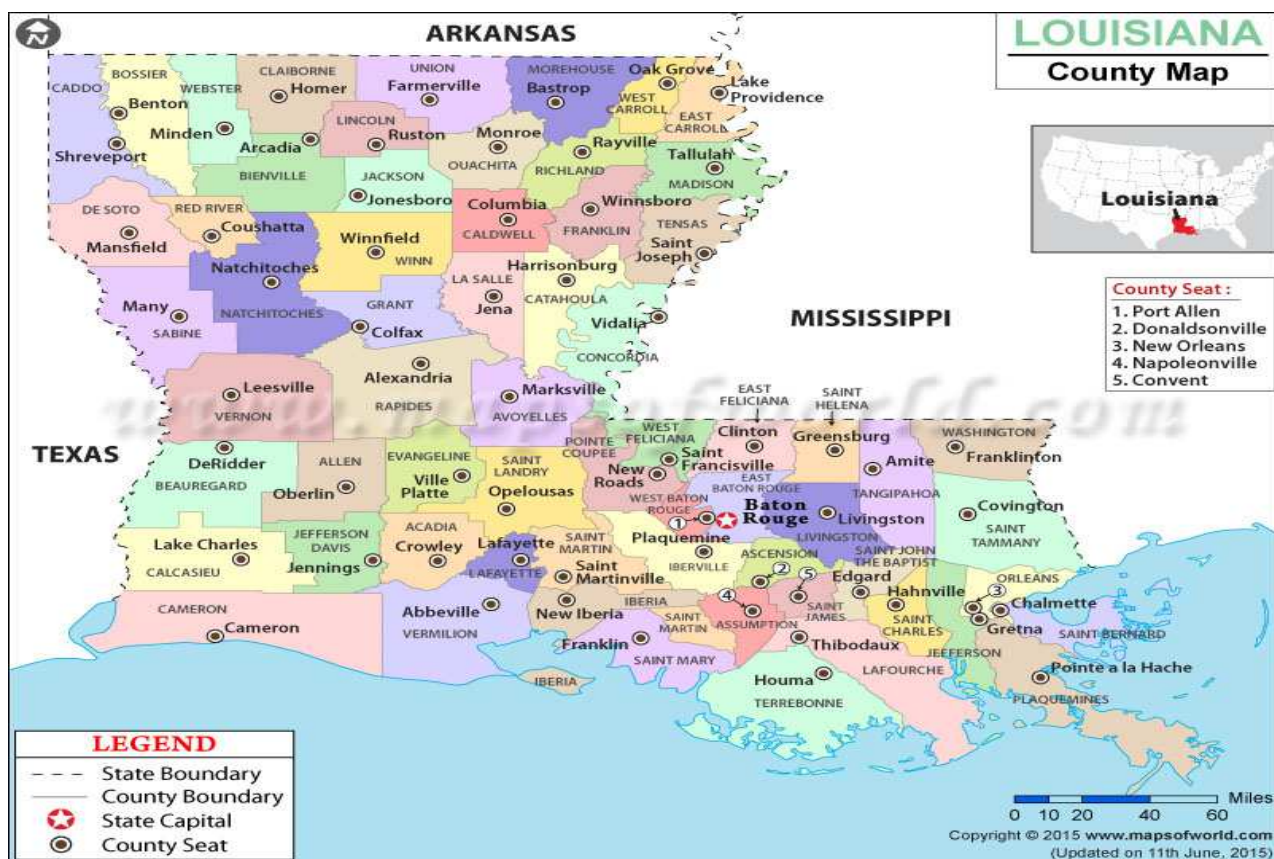 N
ARKANSAS
LOUISIANA
County Map
Louisiana
County Seat :
1. Port Allen
2. Donaldsonville
3. New Orleans
4. Napoleonville
5. Convent
MISSISSIPPI
TEXAS
www.mapsofworld.com
CADDO
BOSSIER
Benton
Shreveport
WEBSTER
Minden
CLAIBORNE
Homer
UNION
Farmerville
MOREHOUSE
Bastrop
Oak Grove
WEST
CARROLL
Lake
Providence
EAST
CARROLL
Arcadia
BIENVILLE
LINCOLN
Ruston
Monroe
OUACHITA
Rayville
RICHLAND
Tallulah
MADISON
JACKSON
Jonesboro
DE SOTO
Mansfield
RED RIVER
Coushatta
Winnfield
WINN
Columbia
CALDWELL
Winnsboro
FRANKLIN
TENSAS
Saint
Joseph
Natchitoches
NATCHITOCHES
Many
SABINE
GRANT
Colfax
LA SALLE
Jena
Harrisonburg
CATAHOULA
Vidalia
CONCORDIA
Leesville
VERNON
Alexandria
RAPIDES
Marksville
AVOYELLES
EAST
FELICIANA
SAINT
HELENA
DeRidder
BEAUREGARD
ALLEN
Oberlin
EVANGELINE
Ville
Platte
SAINT
LANDRY
Opelousas
POINTE
COUPEE
New
Roads
WEST
FELICIANA
Saint
Francisville
Clinton
Greensburg
Amite
TANGIPAHOA
WASHINGTON
Franklinton
EAST
BATON ROUGE
WEST BATON
ROUGE
1
Baton
Rouge
Livingston
LIVINGSTON
Covington
SAINT
TAMMANY
Lake Charles
CALCASIEU
JEFFERSON
DAVIS
Jennings
ACADIA
Crowley
Lafayette
LAFAYETTE
SAINT
MARTIN
Saint
Martinville
Plaquemine
IBERVILLE
ASCENSION
2
5
SAINT JOHN
THE BAPTIST
Edgard
Hahnville
SAINT
CHARLES
ORLEANS
3
Chalmette
Gretna
SAINT BERNARD
CAMERON
Cameron
Abbeville
VERMILION
New Iberia
IBERIA
Franklin
SAINT MARY
SAINT
MARTIN
4
ASSUMPTION
SAINT
JAMES
Thibodaux
LAFOURCHE
JEFFERSON
Pointe a la Hache
PLAQUEMINES
IBERIA
Houma
TERREBONNE
LEGEND
State Boundary
County Boundary
State Capital
County Seat
Miles
0 10 20 40 60
Copyright © 2015 www.mapsofworld.com
(Updated on 11th June, 2015)